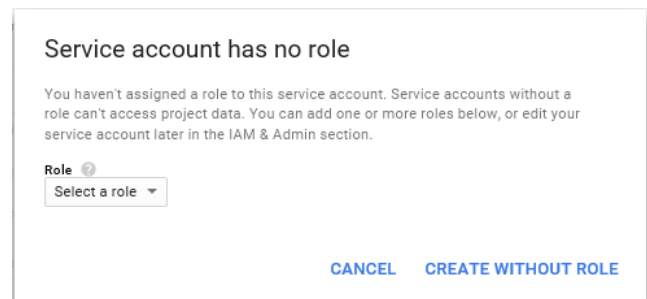 Service account has no role
You haven't assigned a role to this service account. Service accounts without a
role can't access project data. You can add one or more roles below, or edit your
service account later in the IAM & Admin section.
Role ?
Select a role
CANCEL CREATE WITHOUT ROLE